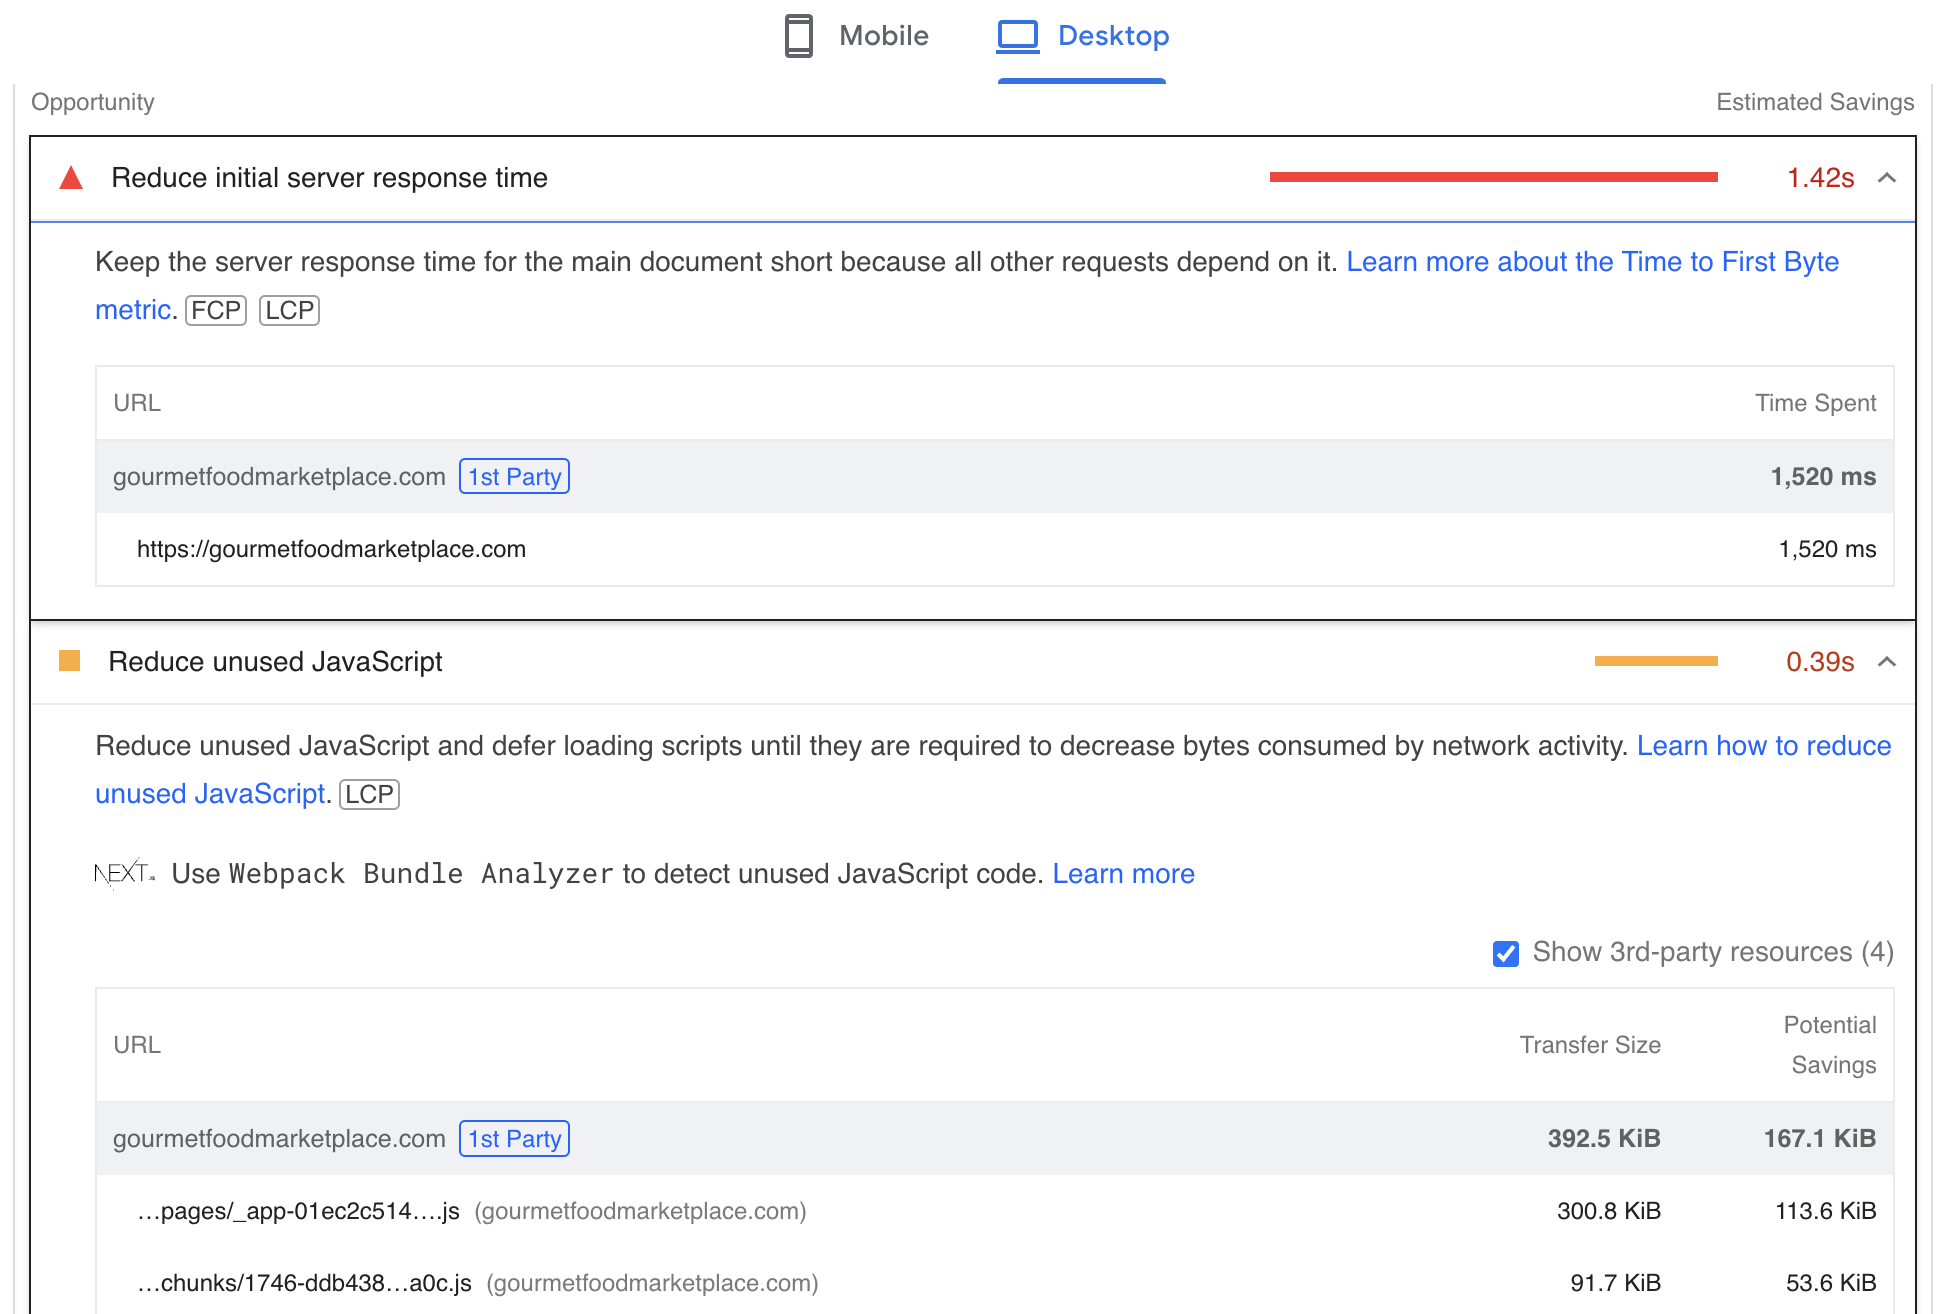 Mobile Desktop
Opportunity Estimated Savings
Reduce initial server response time 1.42s
Keep the server response time for the main document short because all other requests depend on it. Learn more about the Time to First Byte
metric. FCP LCP
URL Time Spent
gourmetfoodmarketplace.com 1st Party 1,520 ms
https://gourmetfoodmarketplace.com 1,520 ms
Reduce unused JavaScript 0.39s
Reduce unused JavaScript and defer loading scripts until they are required to decrease bytes consumed by network activity. Learn how to reduce
unused JavaScript. LCP
NEXT.JS Use Webpack Bundle Analyzer to detect unused JavaScript code. Learn more
Show 3rd-party resources (4)
URL Transfer Size Potential
Savings
gourmetfoodmarketplace.com 1st Party 392.5 KiB 167.1 KiB
…pages/_app-01ec2c514….js (gourmetfoodmarketplace.com) 300.8 KiB 113.6 KiB
…chunks/1746-ddb438…a0c.js (gourmetfoodmarketplace.com) 91.7 KiB 53.6 KiB